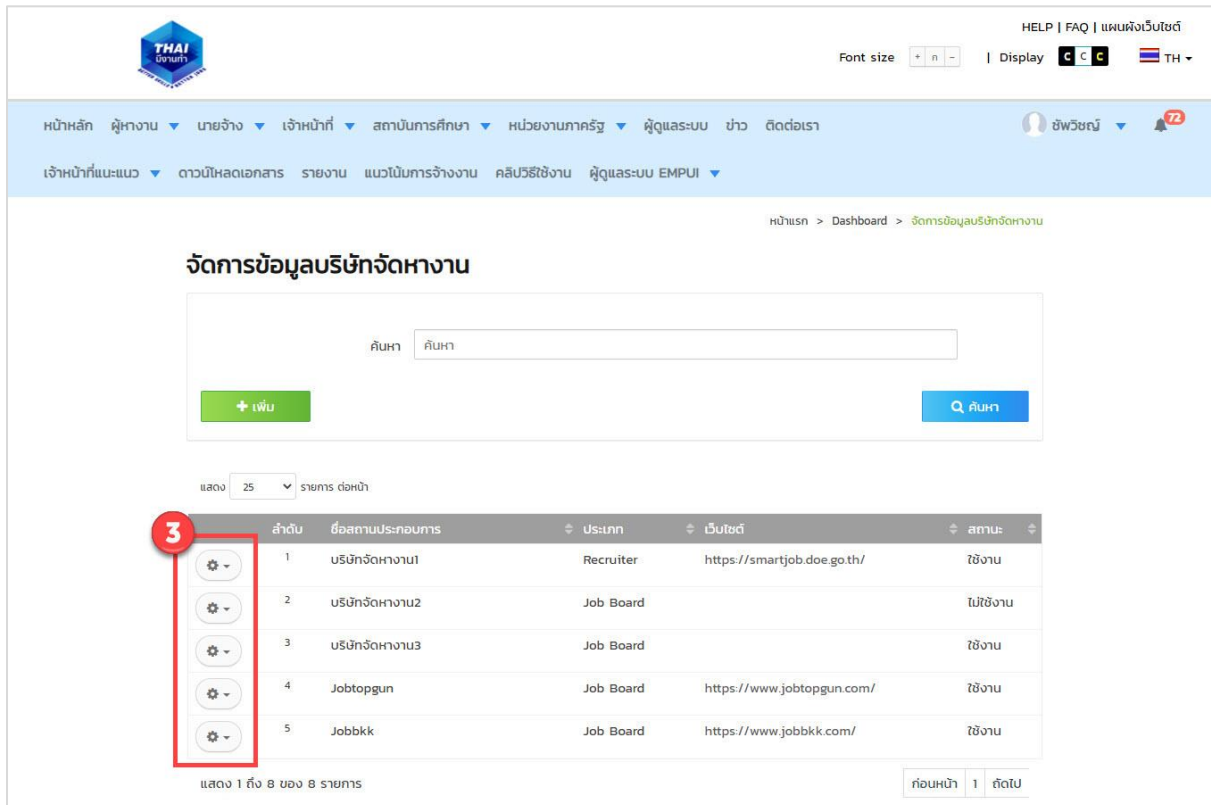 HELP | FAQ | แผนผังเว็บไซต์
THAI
มีงานทำ
Font size + ก - | Display C C C TH
หน้าหลัก ผู้หางาน นายจ้าง เจ้าหน้าที่ สถาบันการศึกษา หน่วยงานภาครัฐ ผู้ดูแลระบบ ข่าว ติดต่อเรา ชัพวิชญ์ 72
เจ้าหน้าที่แนะแนว ดาวน์โหลดเอกสาร รายงาน แนวโน้มการจ้างงาน คลิปวิธีใช้งาน ผู้ดูแลระบบ EMPUI
หน้าแรก > Dashboard > จัดการข้อมูลบริษัทจัดหางาน
จัดการข้อมูลบริษัทจัดหางาน
ค้นหา ค้นหา
+ เพิ่ม ค้นหา
แสดง 25 รายการ ต่อหน้า
3
ลำดับ ชื่อสถานประกอบการ ประเภท เว็บไซต์ สถานะ
1 บริษัทจัดหางาน1 Recruiter https://smartjob.doe.go.th/ ใช้งาน
2 บริษัทจัดหางาน2 Job Board ไม่ใช้งาน
3 บริษัทจัดหางาน3 Job Board ใช้งาน
4 Jobtopgun Job Board https://www.jobtopgun.com/ ใช้งาน
5 Jobbkk Job Board https://www.jobbkk.com/ ใช้งาน
แสดง 1 ถึง 8 ของ 8 รายการ ก่อนหน้า 1 ถัดไป